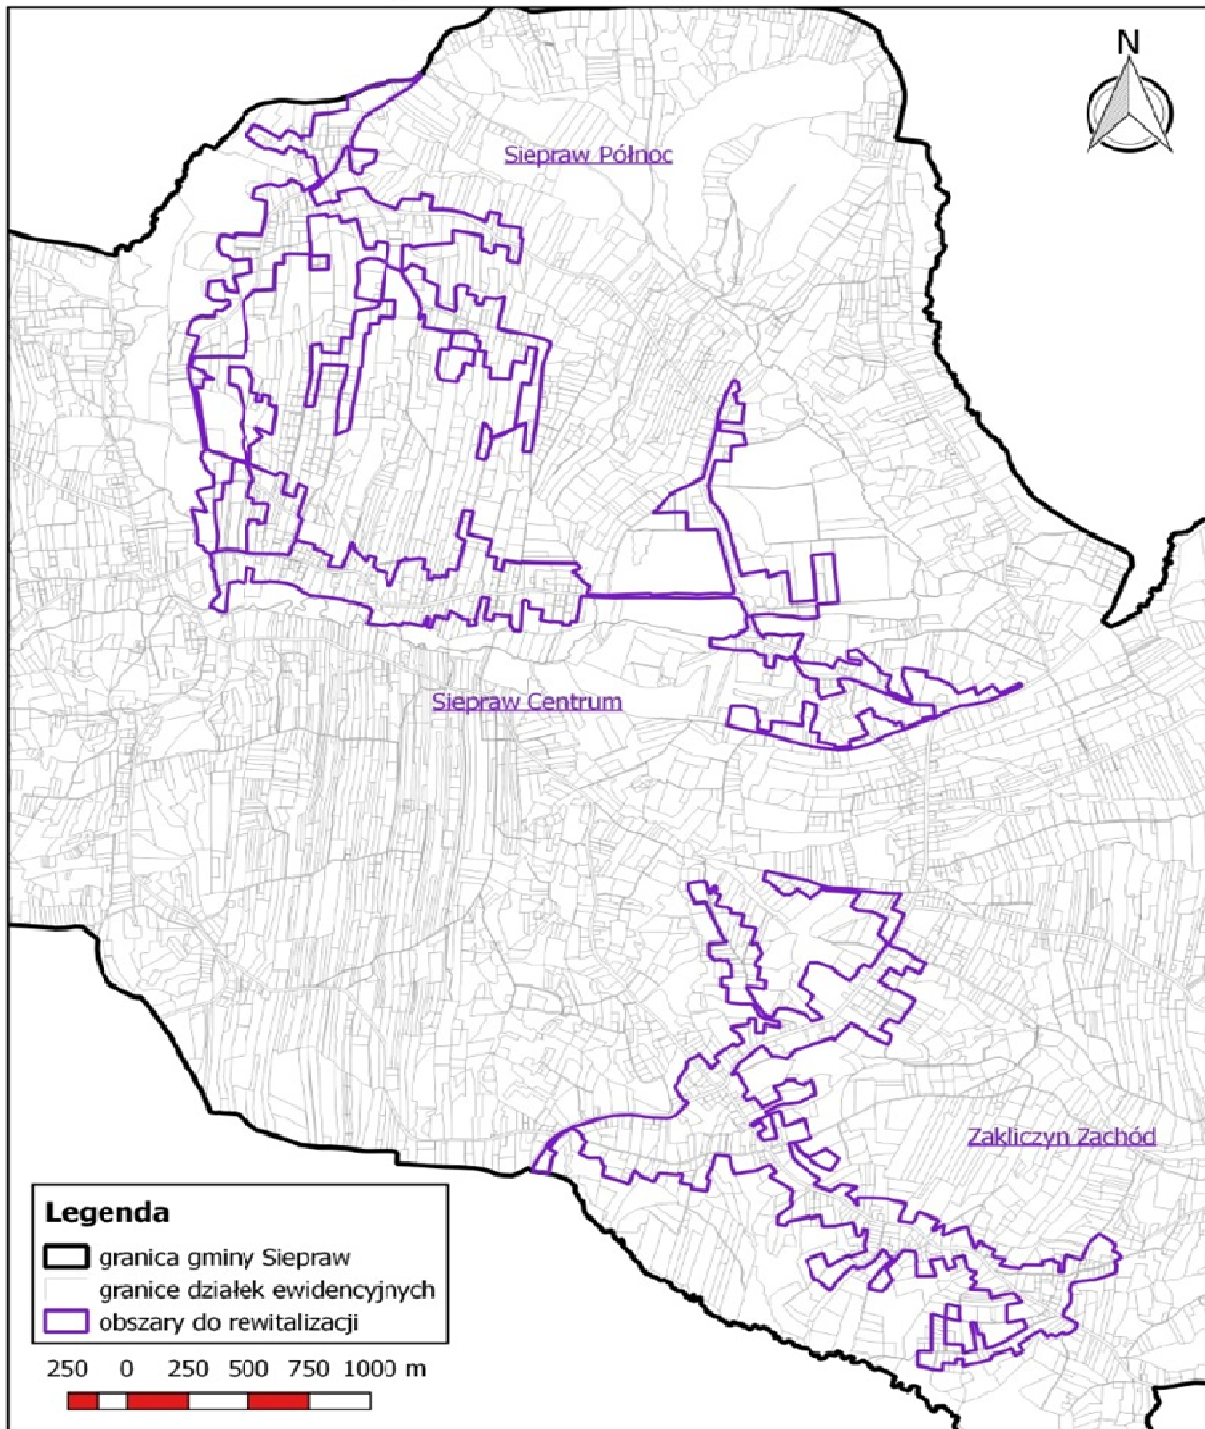 N
Siepraw Północ
Siepraw Centrum
Zakliczyn Zachód
Legenda
granica gminy Siepraw
granice działek ewidencyjnych
obszary do rewitalizacji
250 0 250 500 750 1000 m